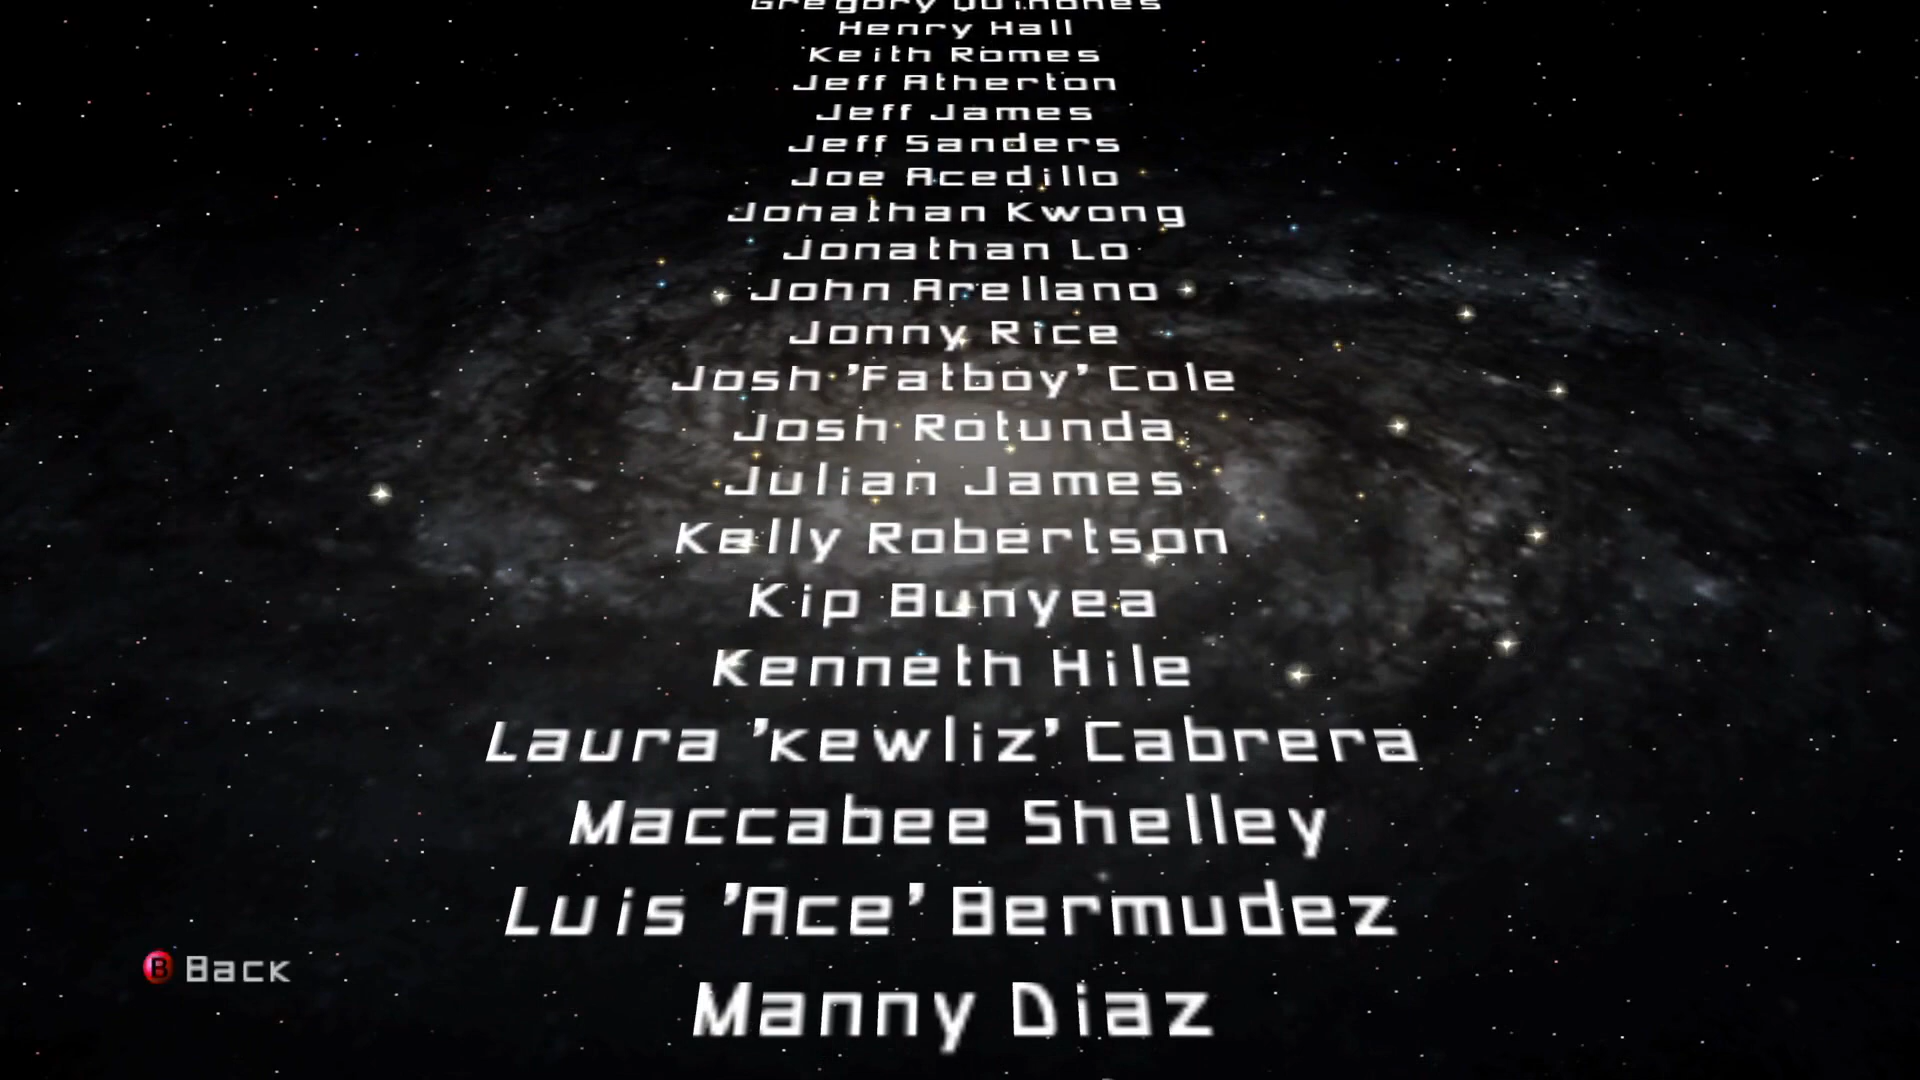 Gregory Quinones
Henry Hall
Keith Romes
Jeff Atherton
Jeff James
Jeff Sanders
Joe Acedillo
Jonathan Kwong
Jonathan Lo
John Arellano
Jonny Rice
Josh 'Fatboy' Cole
Josh Rotunda
Julian James
Kelly Robertson
Kip Bunyea
Kenneth Hile
Laura 'kewliz' Cabrera
Maccabee Shelley
Luis 'Ace' Bermudez
B Back
Manny Diaz